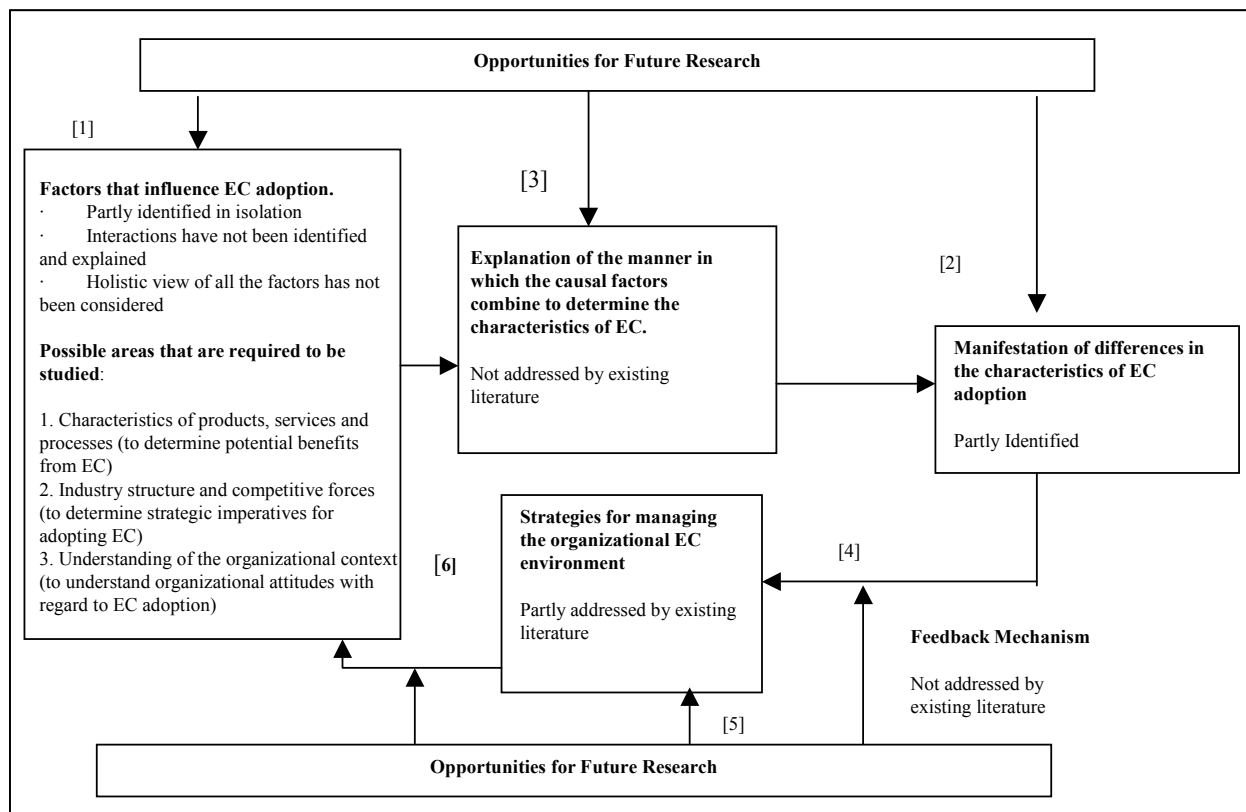 Opportunities for Future Research
[1]
Factors that influence EC adoption.
· Partly identified in isolation
· Interactions have not been identified
and explained
· Holistic view of all the factors has not
been considered
Possible areas that are required to be
studied:
1. Characteristics of products, services and
processes (to determine potential benefits
from EC)
2. Industry structure and competitive forces
(to determine strategic imperatives for
adopting EC)
3. Understanding of the organizational context
(to understand organizational attitudes with
regard to EC adoption)
[3]
Explanation of the manner in
which the causal factors
combine to determine the
characteristics of EC.
Not addressed by existing
literature
[2]
Manifestation of differences in
the characteristics of EC
adoption
Partly Identified
[4]
Strategies for managing
the organizational EC
environment
Partly addressed by existing
literature
[6]
Feedback Mechanism
Not addressed by
existing literature
[5]
Opportunities for Future Research